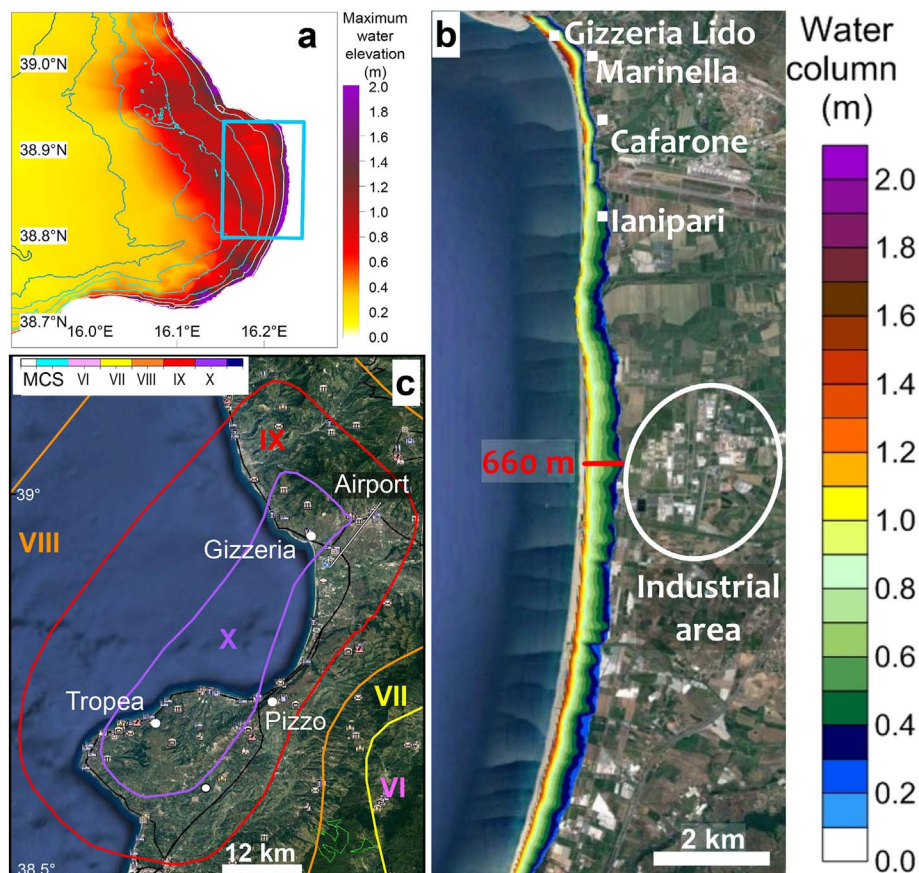 a
Maximum
water
elevation
(m)
2.0
1.8
1.6
1.4
1.2
1.0
0.8
0.6
0.4
0.2
0.0
39.0°N
38.9°N
38.8°N
38.7°N
16.0°E
16.1°E
16.2°E
b
Gizzeria Lido
Marinella
Cafarone
Ianipari
660 m
Industrial
area
2 km
Water
column
(m)
2.0
1.8
1.6
1.4
1.2
1.0
0.8
0.6
0.4
0.2
0.0
c
MCS VI VII VIII IX X
IX
Airport
39°
Gizzeria
VIII
X
Tropea
Pizzo
VII
VI
38.5°
12 km